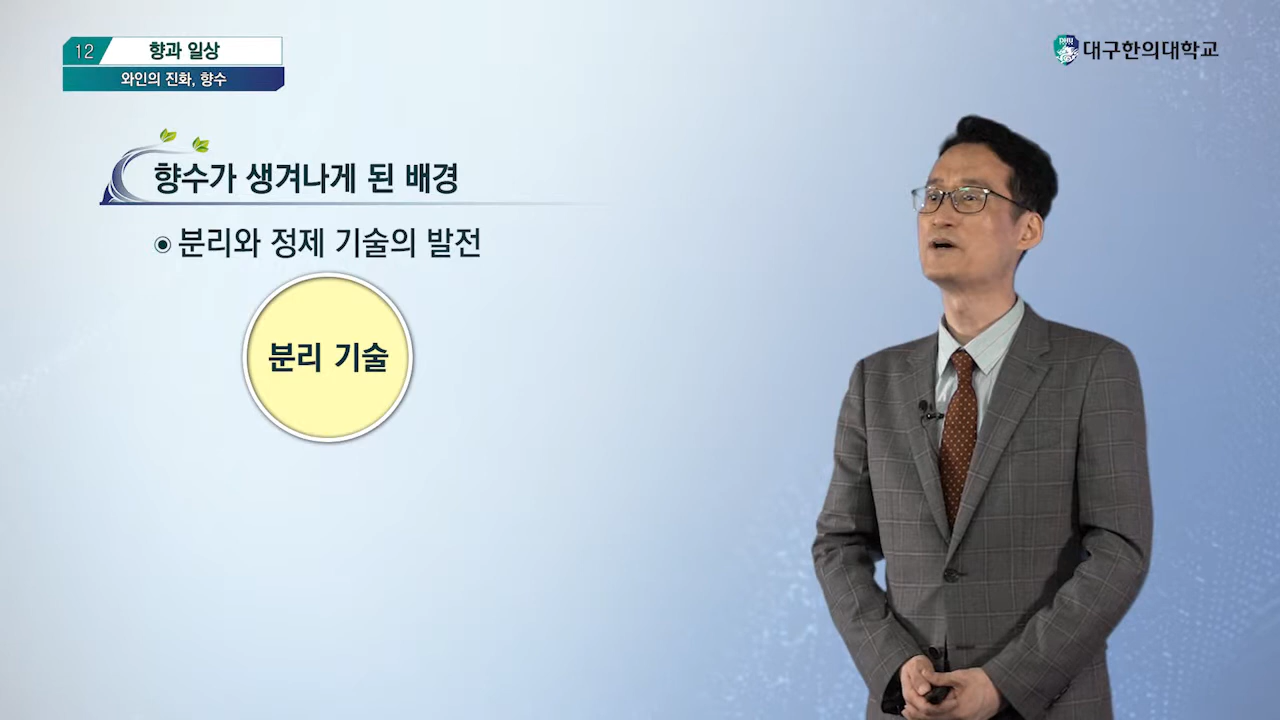 12 향과 일상
와인의 진화, 향수
대구한의대학교
향수가 생겨나게 된 배경
분리와 정제 기술의 발전
분리 기술